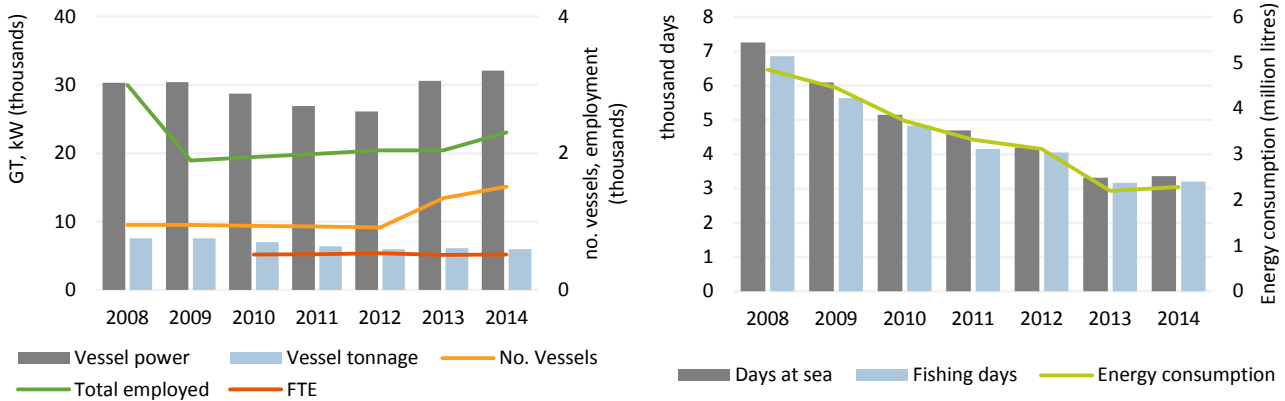 GT, kW (thousands)
40
30
20
10
0
4
2
0
no. vessels, employment
(thousands)
2008 2009 2010 2011 2012 2013 2014
Vessel power Vessel tonnage No. Vessels
Total employed FTE
thousand days
8
7
6
5
4
3
2
1
0
6
5
4
3
2
1
0
Energy consumption (million litres)
2008 2009 2010 2011 2012 2013 2014
Days at sea Fishing days Energy consumption